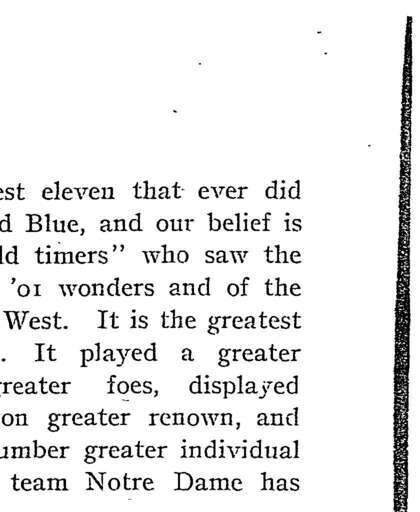 est eleven that ever did
d Blue, and our belief is
ld timers" who saw the
'01 wonders and of the
West. It is the greatest
. It played a greater
reater foes, displayed
on greater renown, and
umber greater individual
team Notre Dame has